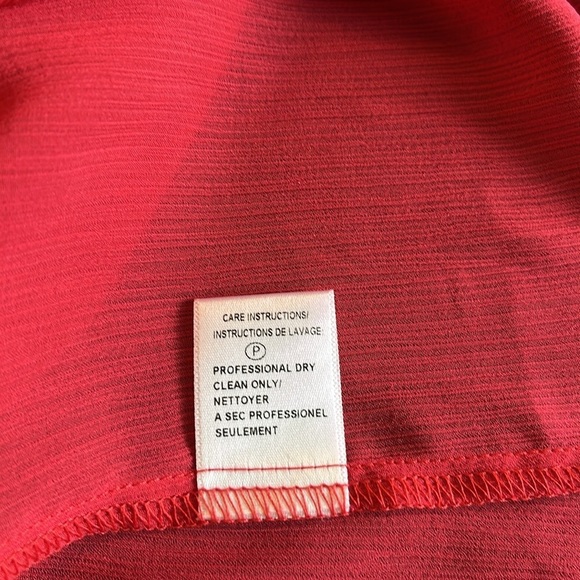 CARE INSTRUCTIONS/
INSTRUCTIONS DE LAVAGE:
P
PROFESSIONAL DRY
CLEAN ONLY/
NETTOYER
A SEC PROFESSIONEL
SEULEMENT